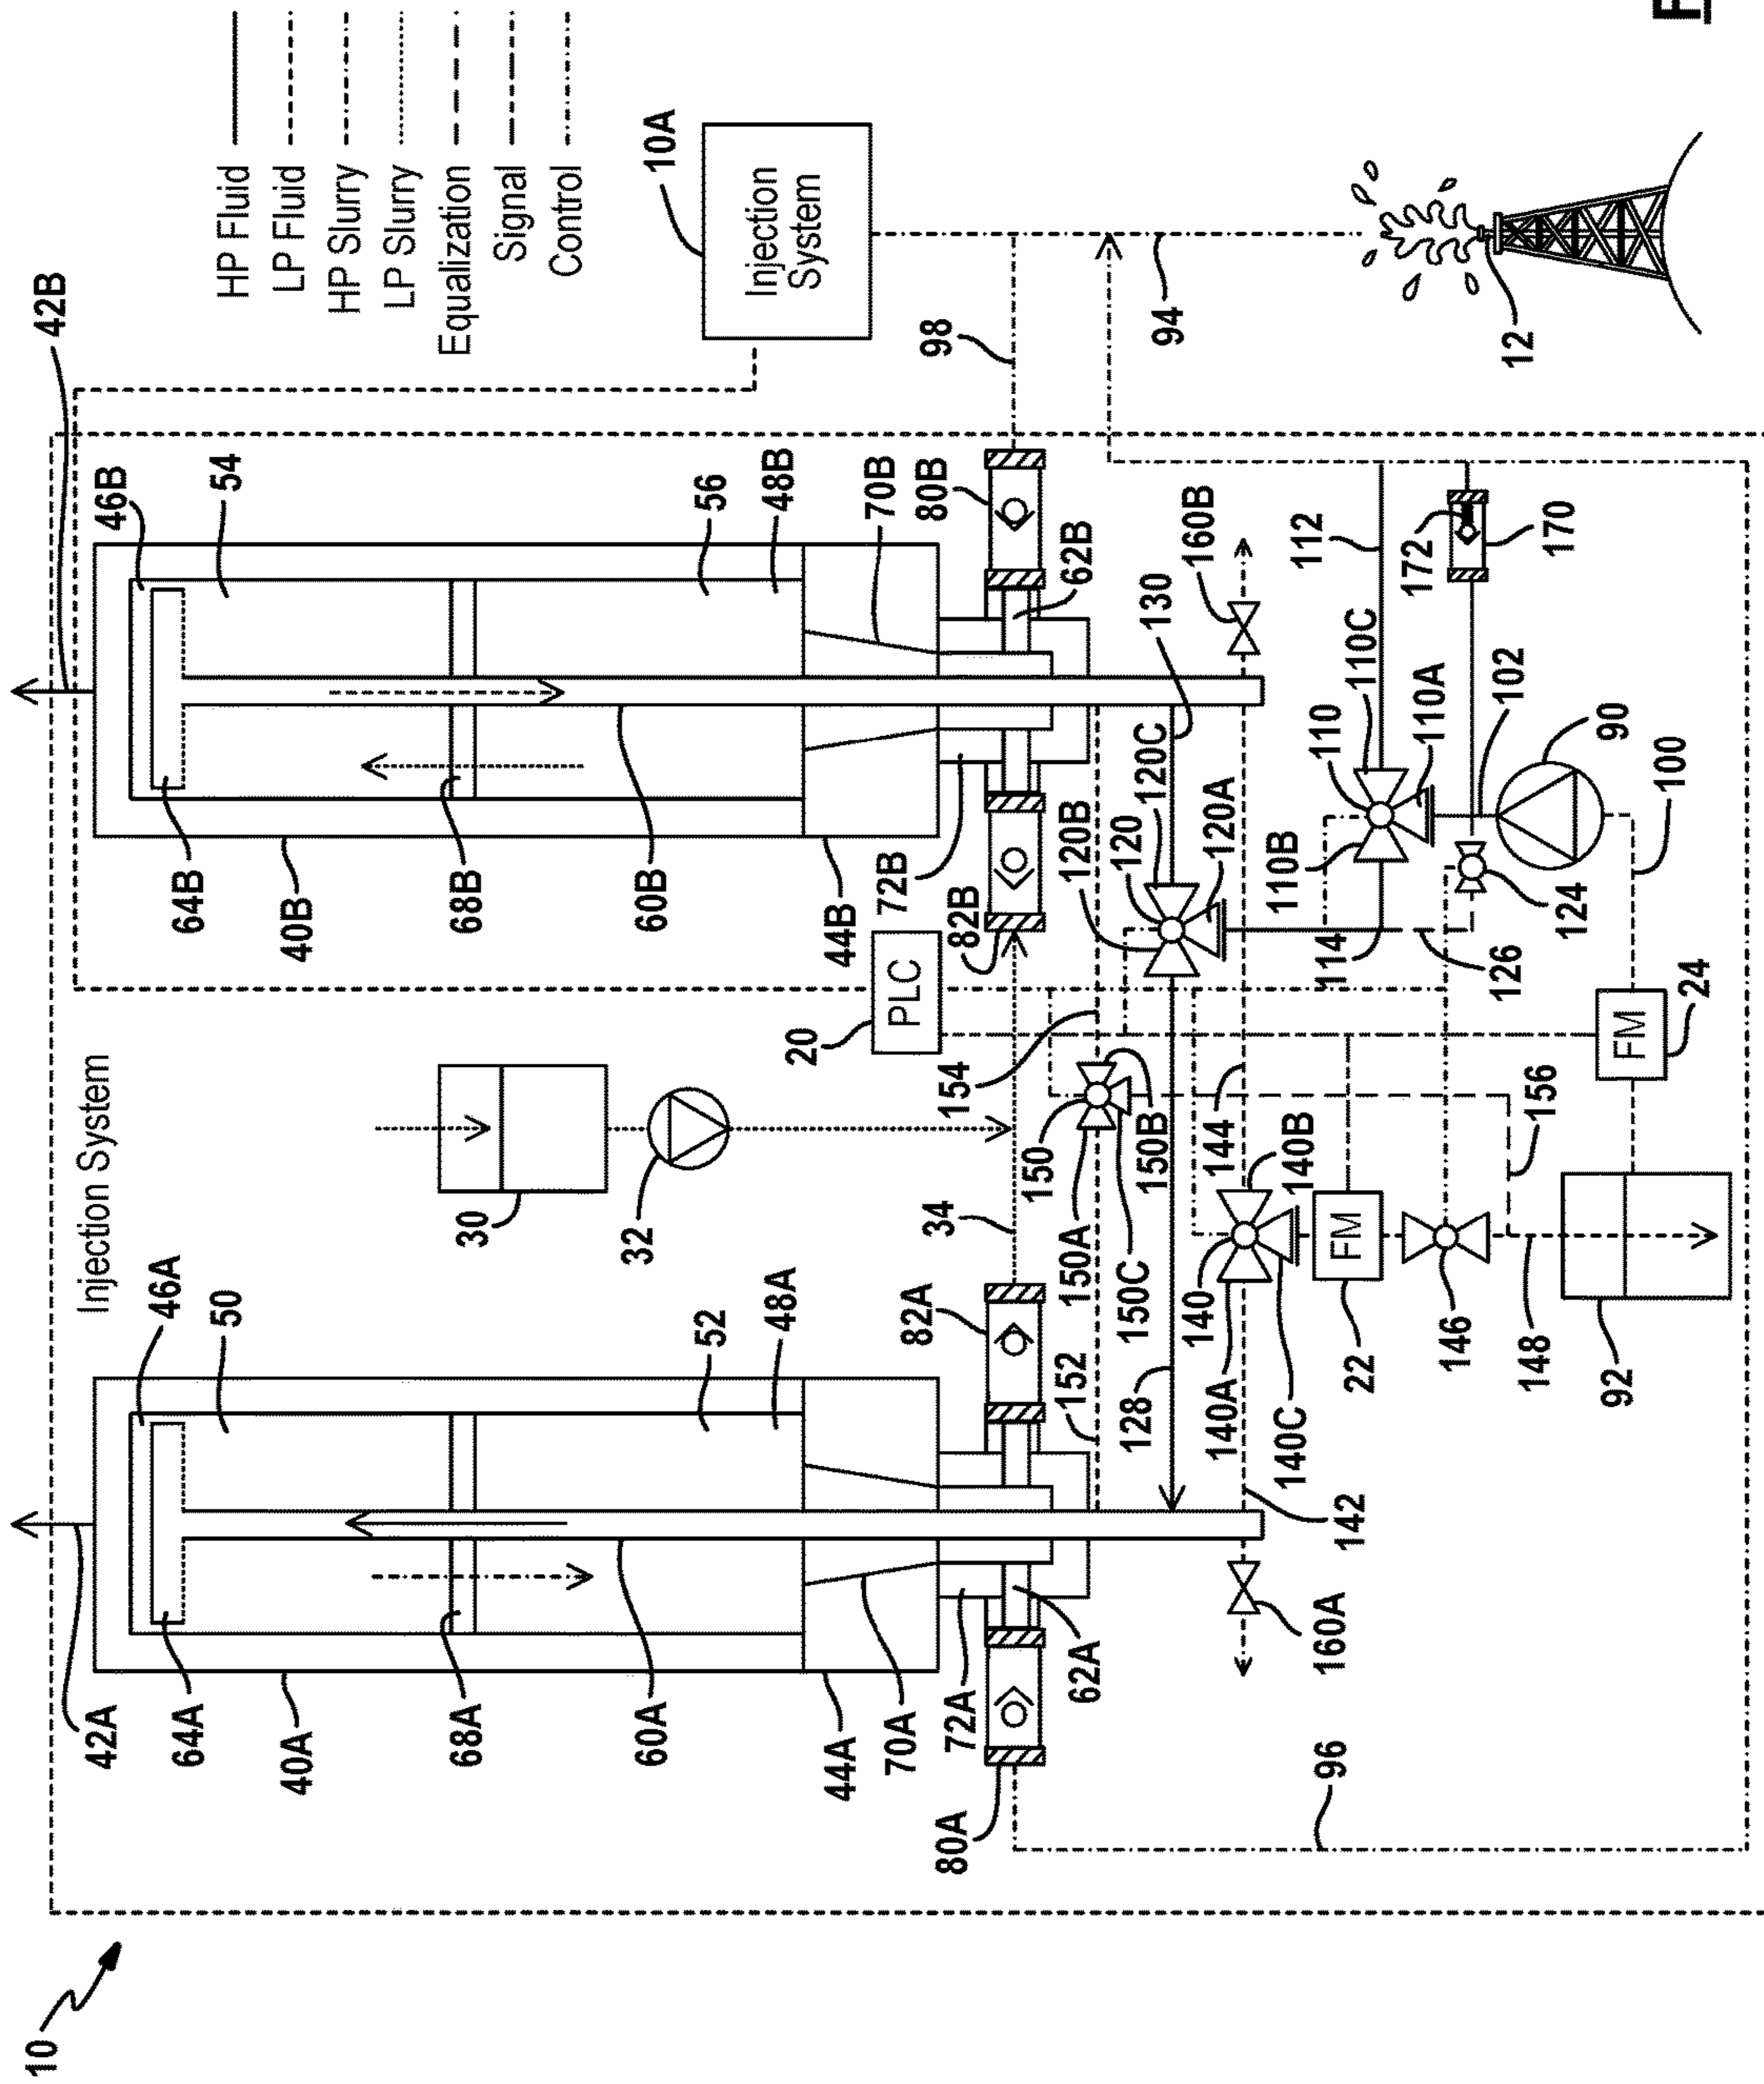 10
Injection System
42A
42B
46A
50
64A
40A
68A
52
48A
60A
44A
70A
72A
62A
80A
82A
96
30
32
34
46B
54
64B
40B
68B
56
48B
60B
44B
70B
72B
62B
80B
82B
98
20
PLC
HP Fluid
LP Fluid
HP Slurry
LP Slurry
Equalization
Signal
Control
10A
Injection
System
94
12
154
150
150A
150B
150C
152
128
120
120A
120B
120C
130
160B
140
140A
140B
140C
142
144
160A
22
FM
146
148
92
156
24
FM
126
114
124
110
110A
110B
110C
112
102
90
100
172
170